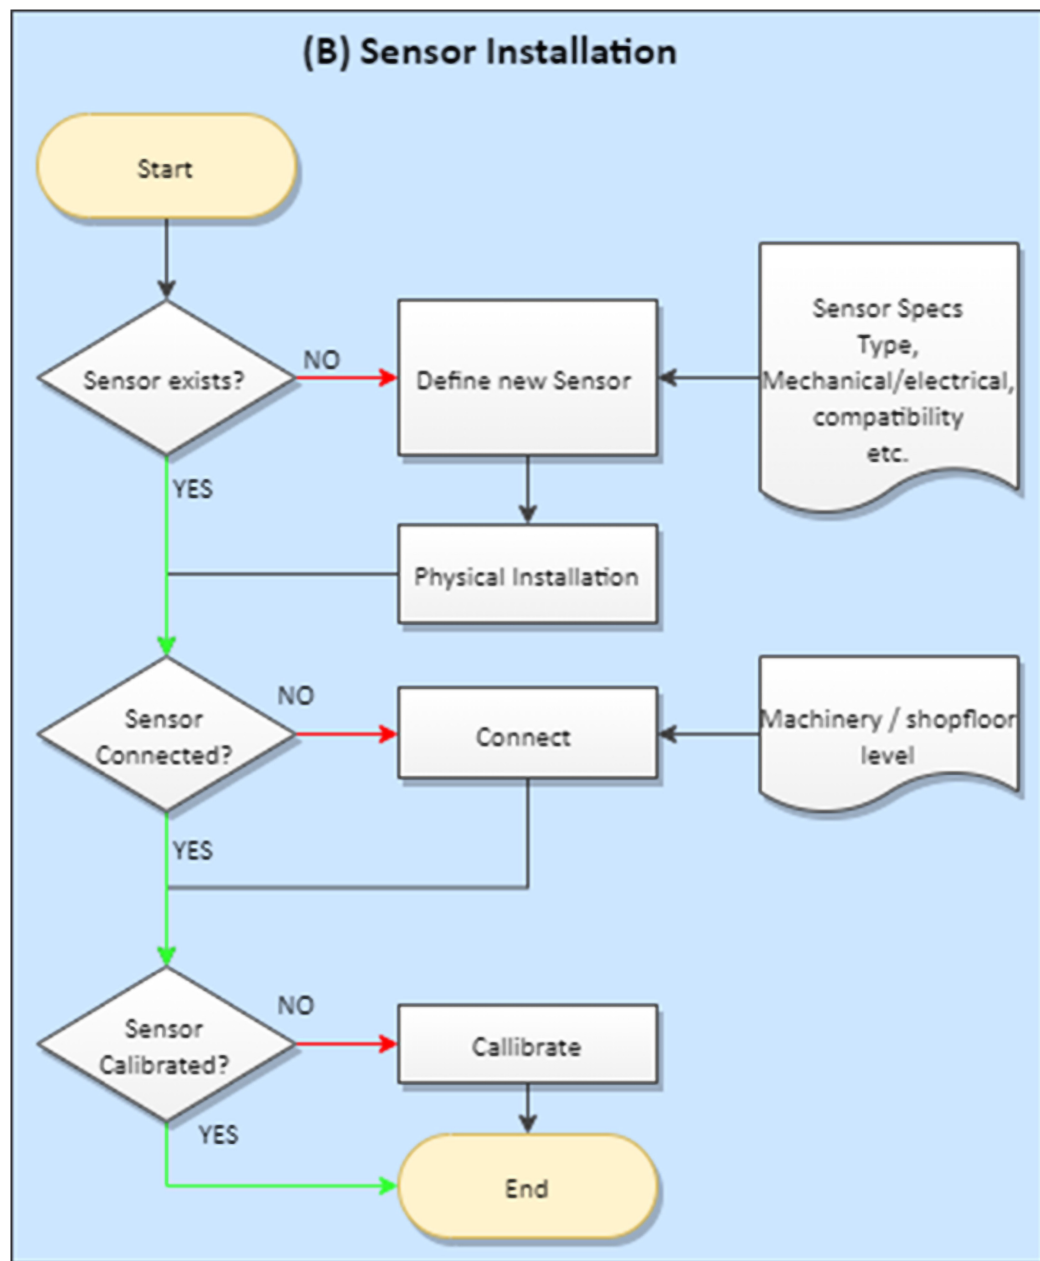 (B) Sensor Installation
Start
Sensor exists?
NO
Define new Sensor
Sensor Specs
Type,
Mechanical/electrical,
compatibility
etc.
YES
Physical Installation
Sensor
Connected?
NO
Connect
Machinery / shopfloor
level
YES
Sensor
Calibrated?
NO
Callibrate
YES
End